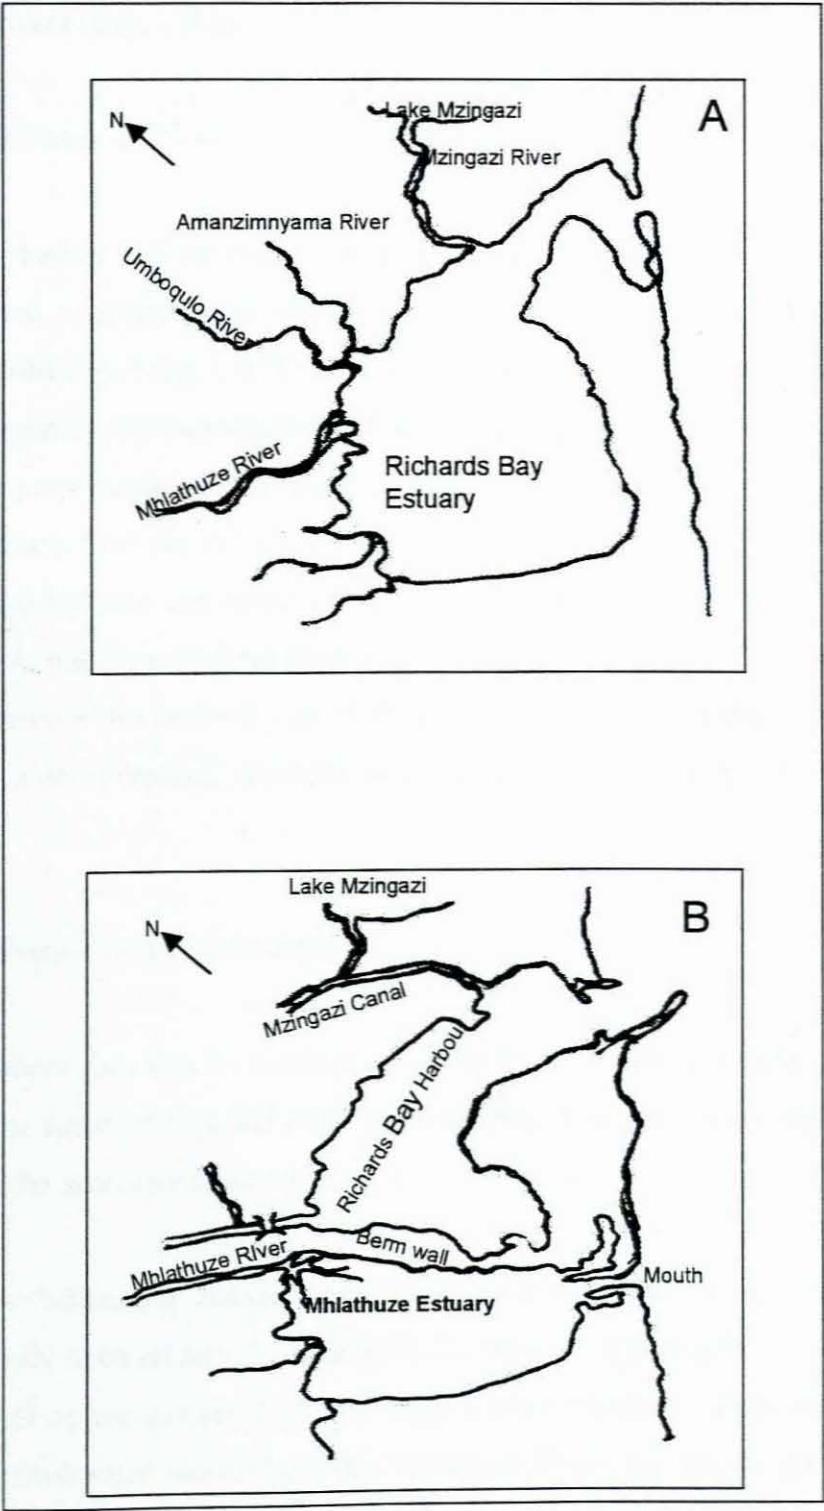 A
N
Lake Mzingazi
Mzingazi River
Amanzimnyama River
Umboqulo River
Mhlathuze River
Richards Bay
Estuary
B
N
Lake Mzingazi
Mzingazi Canal
Richards Bay Harbour
Berm wall
Mhlathuze RIver
Mouth
Mhlathuze Estuary